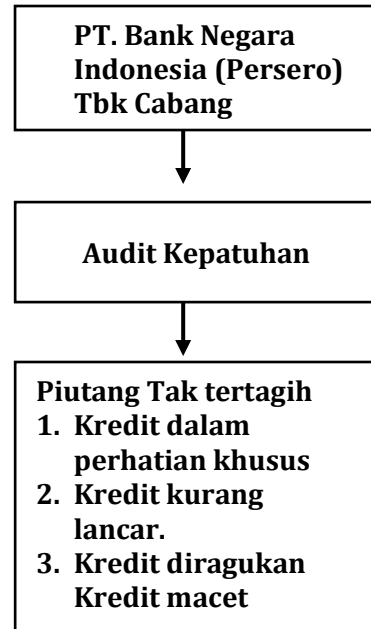 PT. Bank Negara
Indonesia (Persero)
Tbk Cabang
Audit Kepatuhan
Piutang Tak tertagih
1. Kredit dalam
perhatian khusus
2. Kredit kurang
lancar.
3. Kredit diragukan
Kredit macet